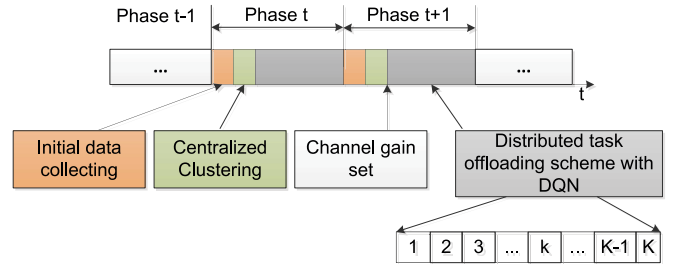 Phase t-1 Phase t Phase t+1
... ...
t
Initial data
collecting
Centralized
Clustering
Channel gain
set
Distributed task
offloading scheme with
DQN
1 2 3 ... k ... K-1 K